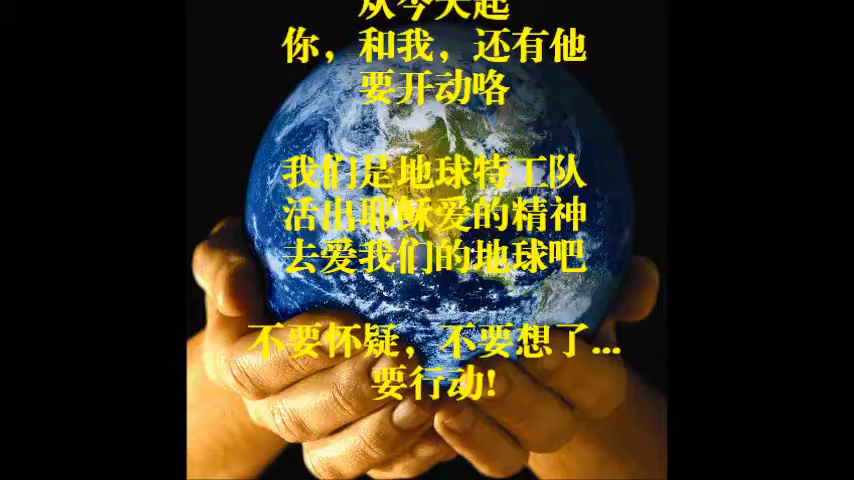 从今天起
你，和我，还有他
要开动咯
我们是地球特工队
活出耶稣爱的精神
去爱我们的地球吧
不要怀疑，不要想了...
要行动!